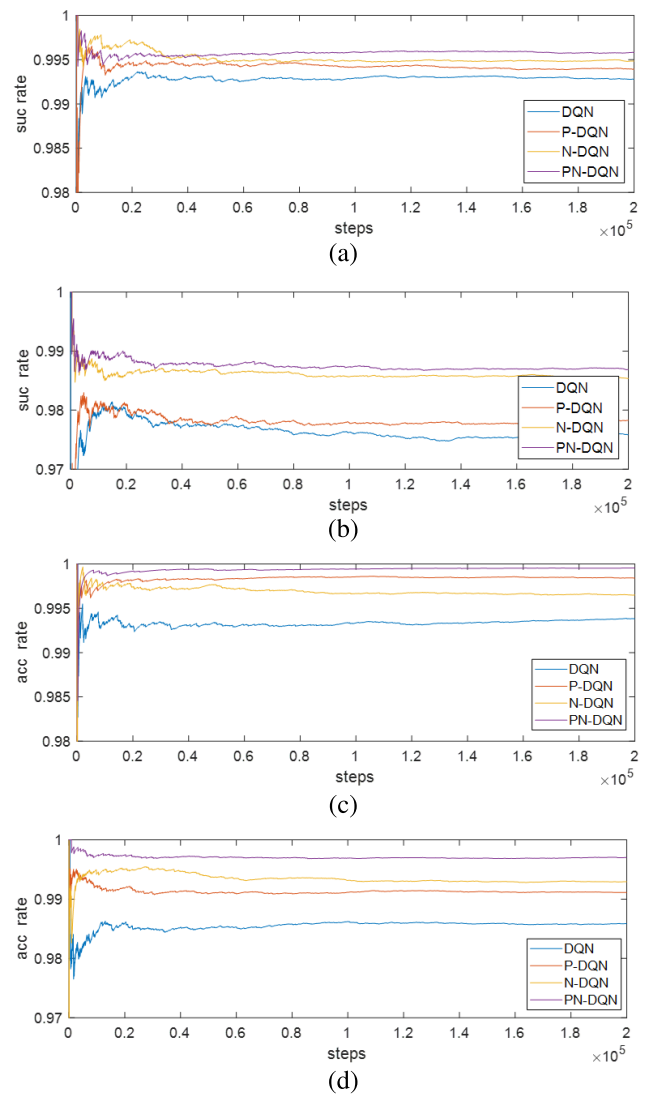 1
0.995
0.99
0.985
0.98
suc rate
DQN
P-DQN
N-DQN
PN-DQN
0 0.2 0.4 0.6 0.8 1 1.2 1.4 1.6 1.8 2
steps
×10^5
(a)
1
0.99
0.98
0.97
suc rate
DQN
P-DQN
N-DQN
PN-DQN
0 0.2 0.4 0.6 0.8 1 1.2 1.4 1.6 1.8 2
steps
×10^5
(b)
1
0.995
0.99
0.985
0.98
acc rate
DQN
P-DQN
N-DQN
PN-DQN
0 0.2 0.4 0.6 0.8 1 1.2 1.4 1.6 1.8 2
steps
×10^5
(c)
1
0.99
0.98
0.97
acc rate
DQN
P-DQN
N-DQN
PN-DQN
0 0.2 0.4 0.6 0.8 1 1.2 1.4 1.6 1.8 2
steps
×10^5
(d)